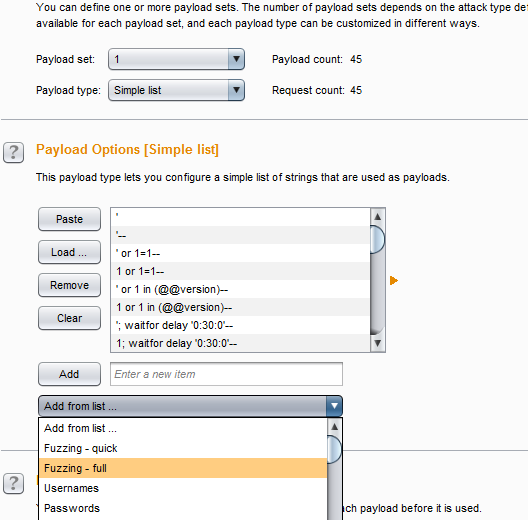 You can define one or more payload sets. The number of payload sets depends on the attack type de
available for each payload set, and each payload type can be customized in different ways.
Payload set: 1 Payload count: 45
Payload type: Simple list Request count: 45
? Payload Options [Simple list]
This payload type lets you configure a simple list of strings that are used as payloads.
Paste
Load ...
Remove
Clear
'
'--
' or 1=1--
1 or 1=1--
' or 1 in (@@version)--
1 or 1 in (@@version)--
'; waitfor delay '0:30:0'--
1; waitfor delay '0:30:0'--
Add Enter a new item
Add from list ...
Add from list ...
Fuzzing - quick
Fuzzing - full
Usernames
Passwords
?
ach payload before it is used.